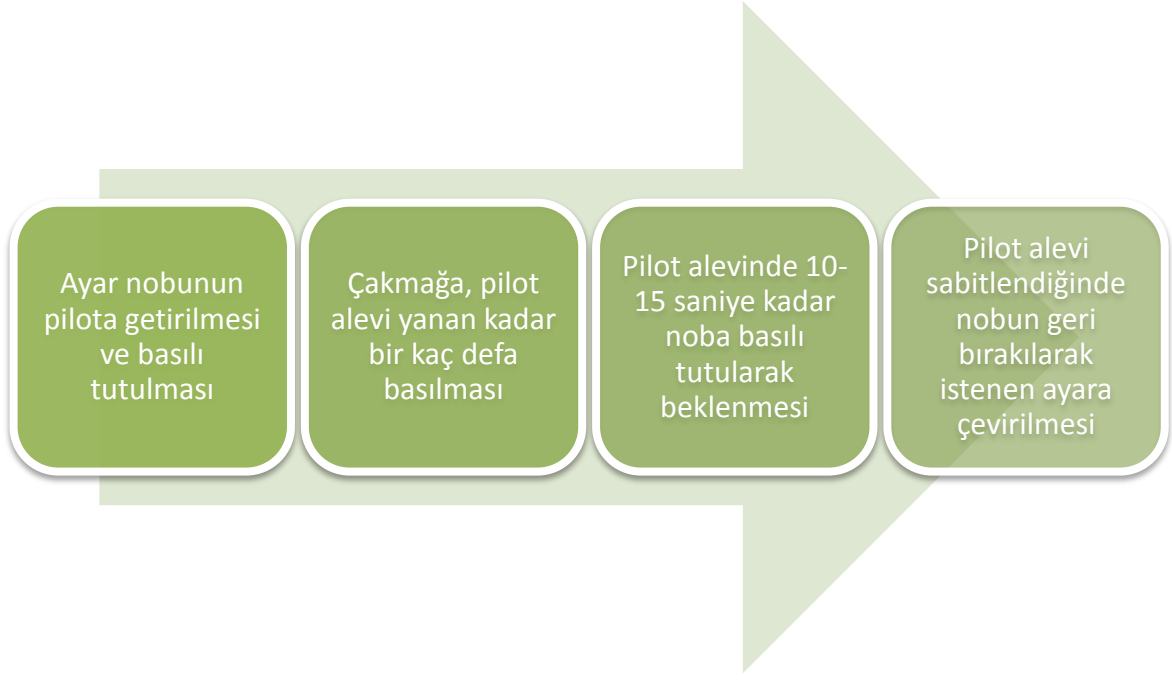 Ayar nobunun
pilota getirilmesi
ve basılı
tutulması
Çakmağa, pilot
alevi yanan kadar
bir kaç defa
basılması
Pilot alevinde 10-
15 saniye kadar
noba basılı
tutularak
beklenmesi
Pilot alevi
sabitlendiğinde
nobun geri
bırakılarak
istenen ayara
çevirilmesi